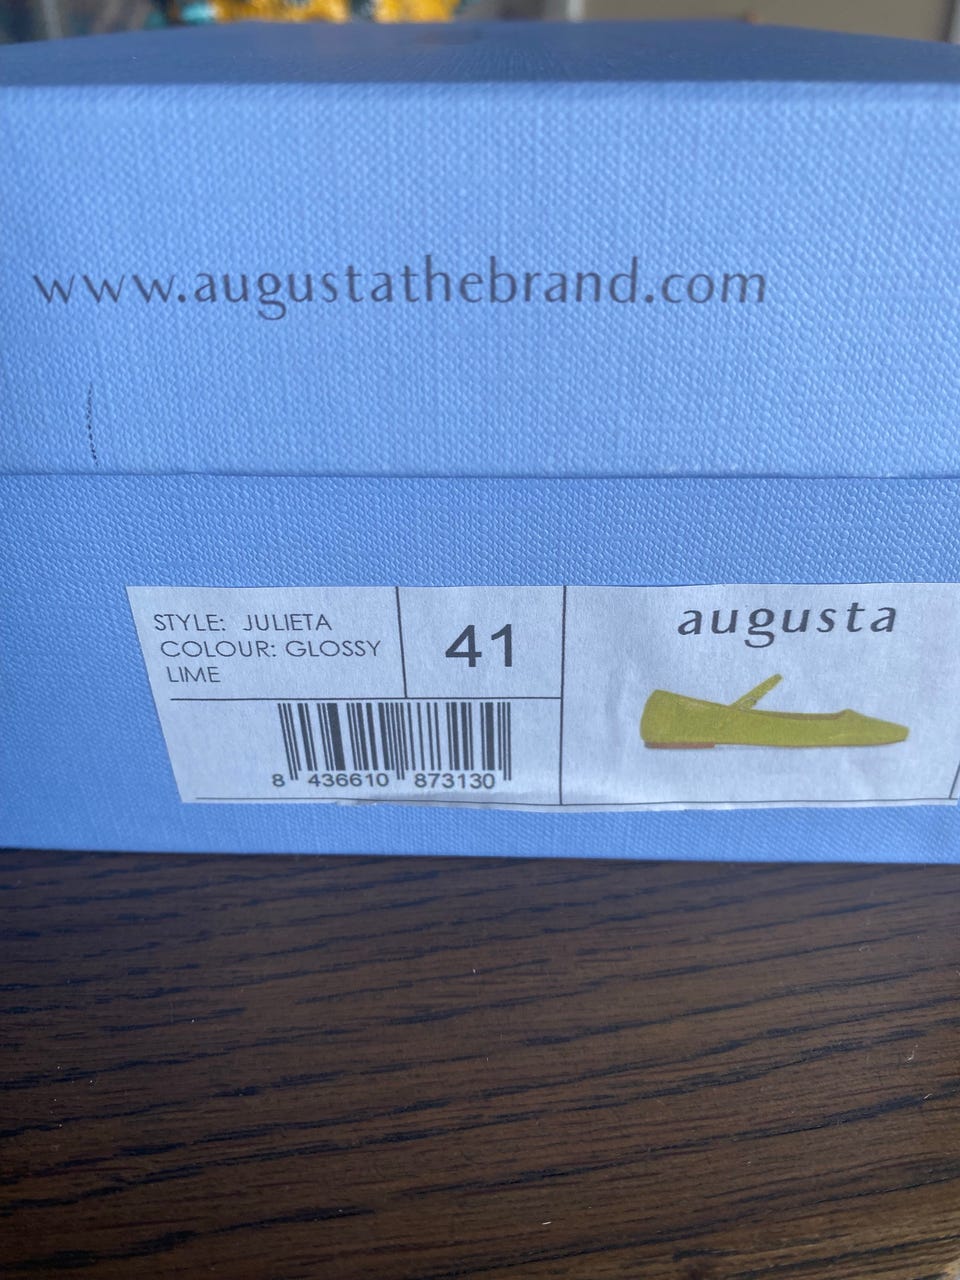 www.augustathebrand.com
STYLE: JULIETA
COLOUR: GLOSSY
LIME
41
augusta
8 436610 873130